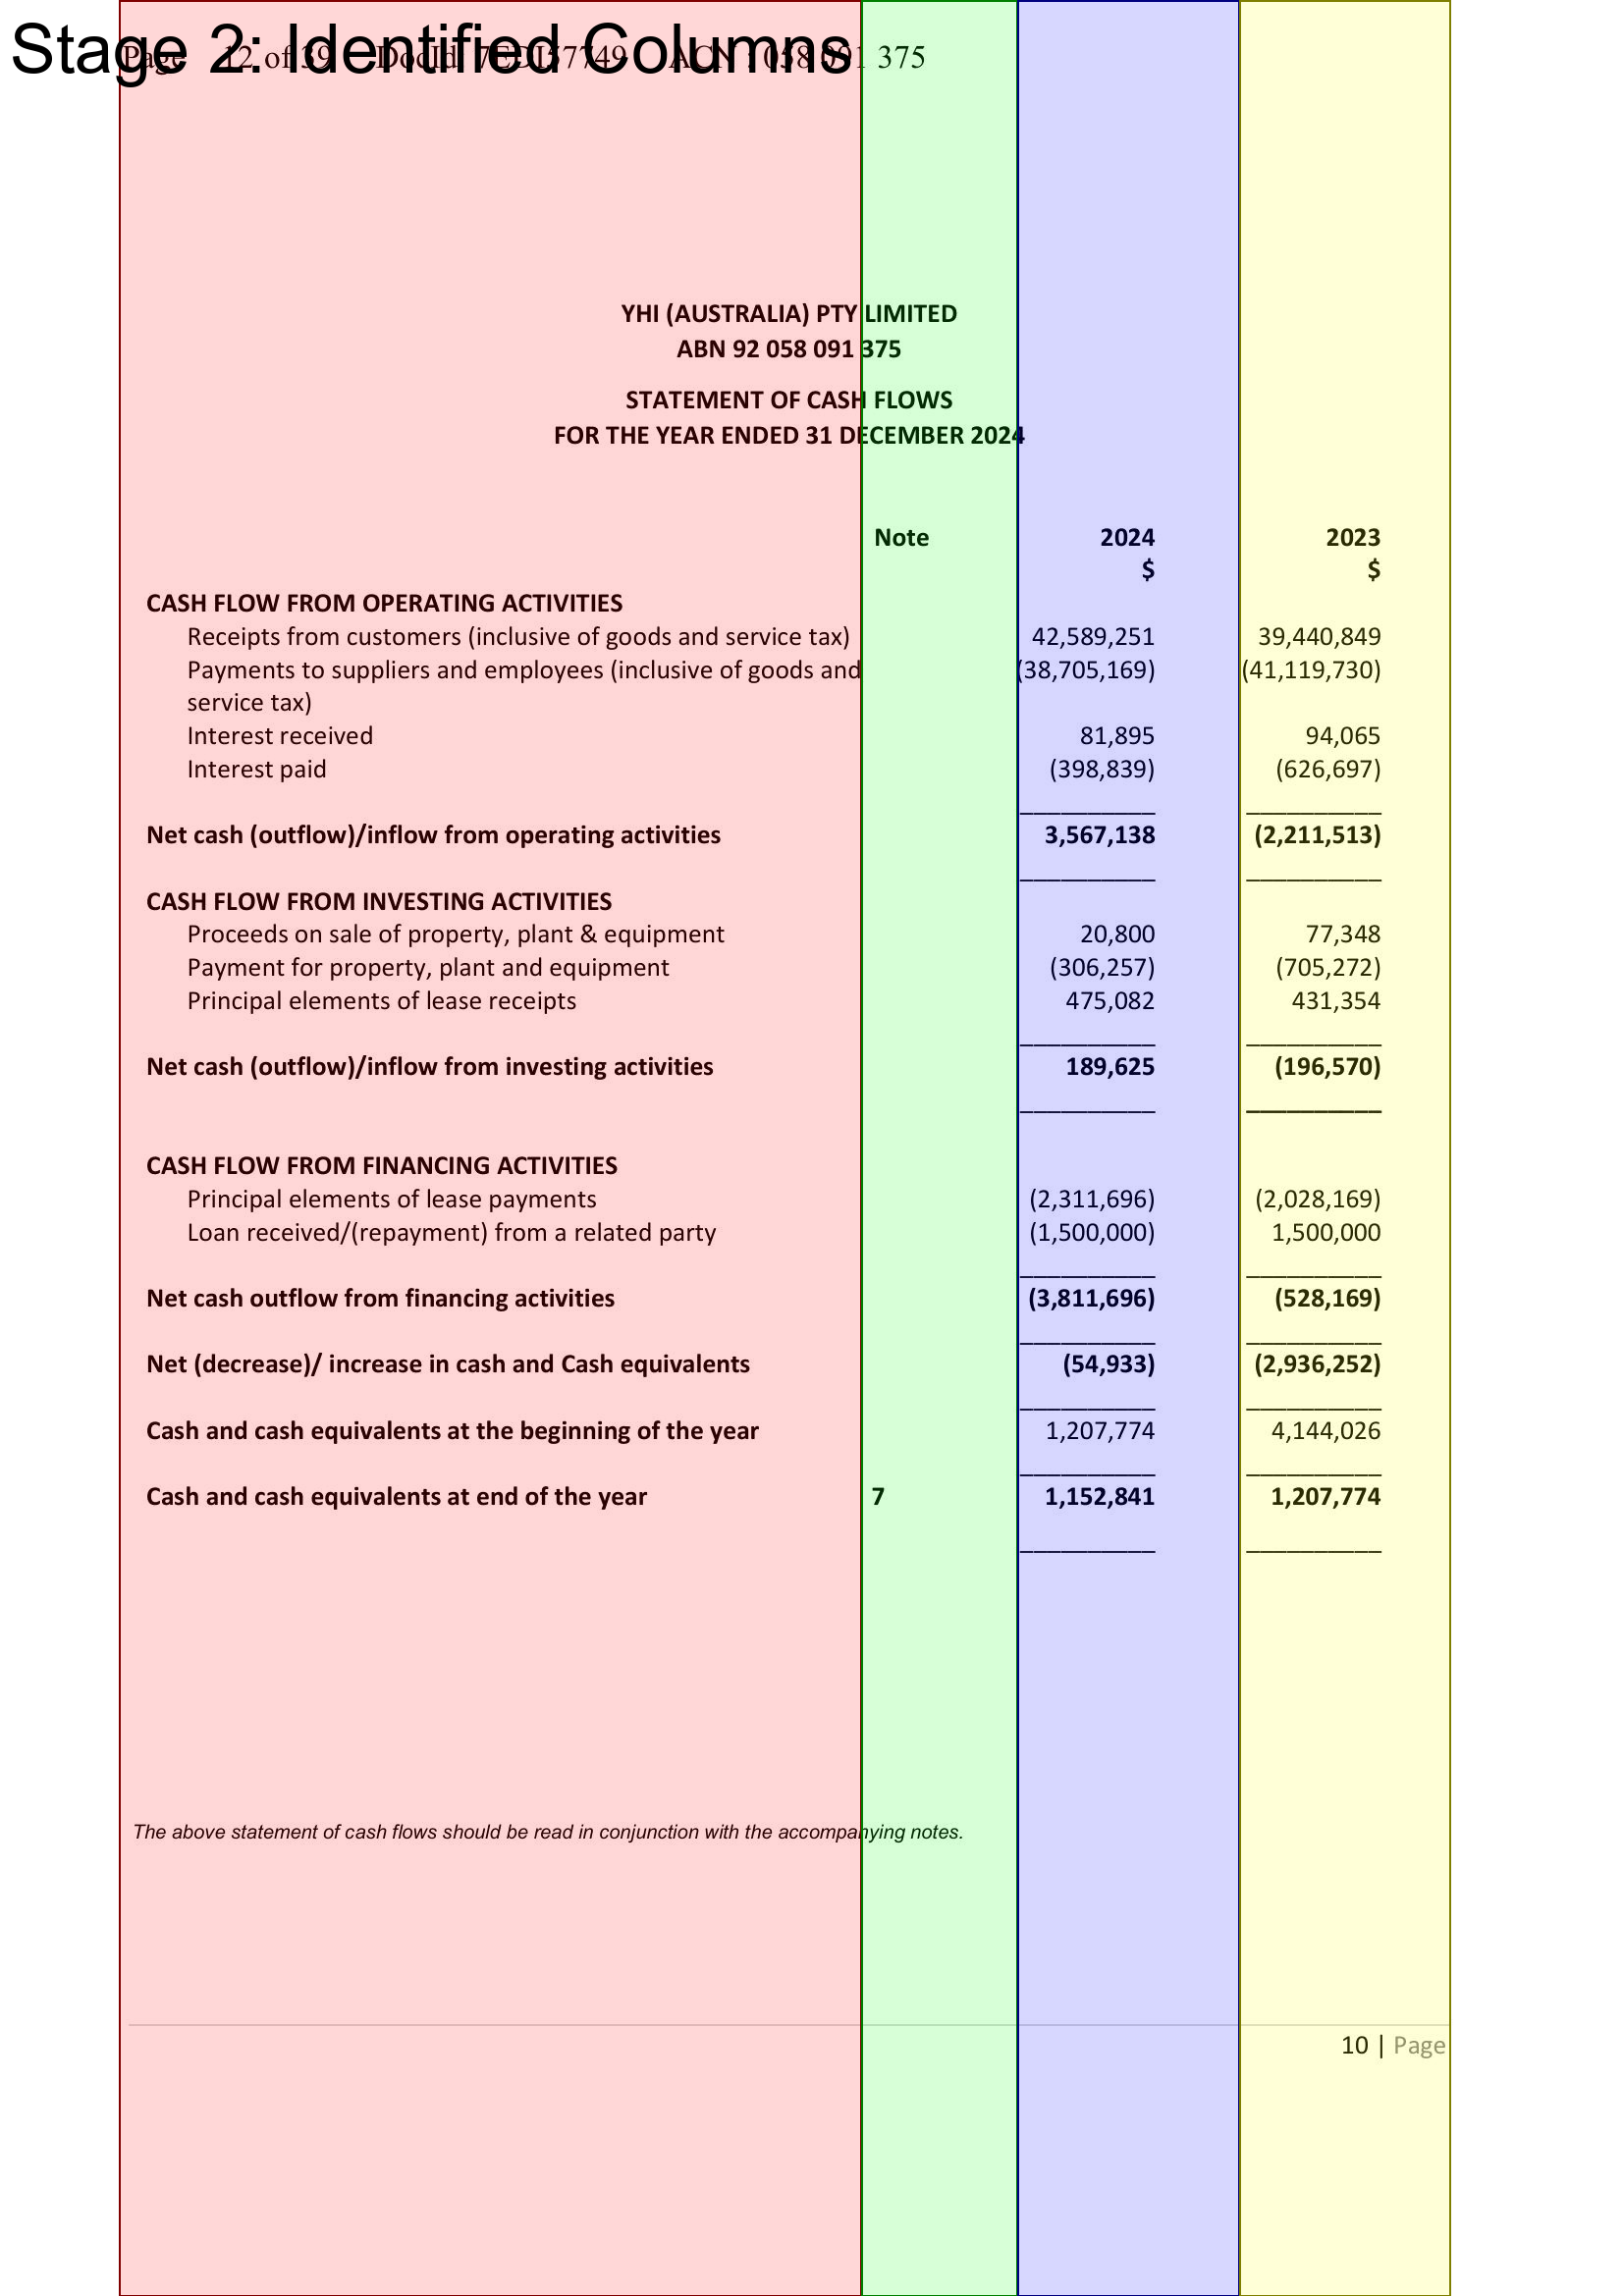 Stage 2: Identified Columns
Page 12 of 39 DocId: 7EDI57749 ACN : 058 091 375
YHI (AUSTRALIA) PTY LIMITED
ABN 92 058 091 375
STATEMENT OF CASH FLOWS
FOR THE YEAR ENDED 31 DECEMBER 2024
Note 2024 2023
$ $
CASH FLOW FROM OPERATING ACTIVITIES
Receipts from customers (inclusive of goods and service tax) 42,589,251 39,440,849
Payments to suppliers and employees (inclusive of goods and (38,705,169) (41,119,730)
service tax)
Interest received 81,895 94,065
Interest paid (398,839) (626,697)
Net cash (outflow)/inflow from operating activities 3,567,138 (2,211,513)
CASH FLOW FROM INVESTING ACTIVITIES
Proceeds on sale of property, plant & equipment 20,800 77,348
Payment for property, plant and equipment (306,257) (705,272)
Principal elements of lease receipts 475,082 431,354
Net cash (outflow)/inflow from investing activities 189,625 (196,570)
CASH FLOW FROM FINANCING ACTIVITIES
Principal elements of lease payments (2,311,696) (2,028,169)
Loan received/(repayment) from a related party (1,500,000) 1,500,000
Net cash outflow from financing activities (3,811,696) (528,169)
Net (decrease)/ increase in cash and Cash equivalents (54,933) (2,936,252)
Cash and cash equivalents at the beginning of the year 1,207,774 4,144,026
Cash and cash equivalents at end of the year 7 1,152,841 1,207,774
The above statement of cash flows should be read in conjunction with the accompanying notes.
10 | Page